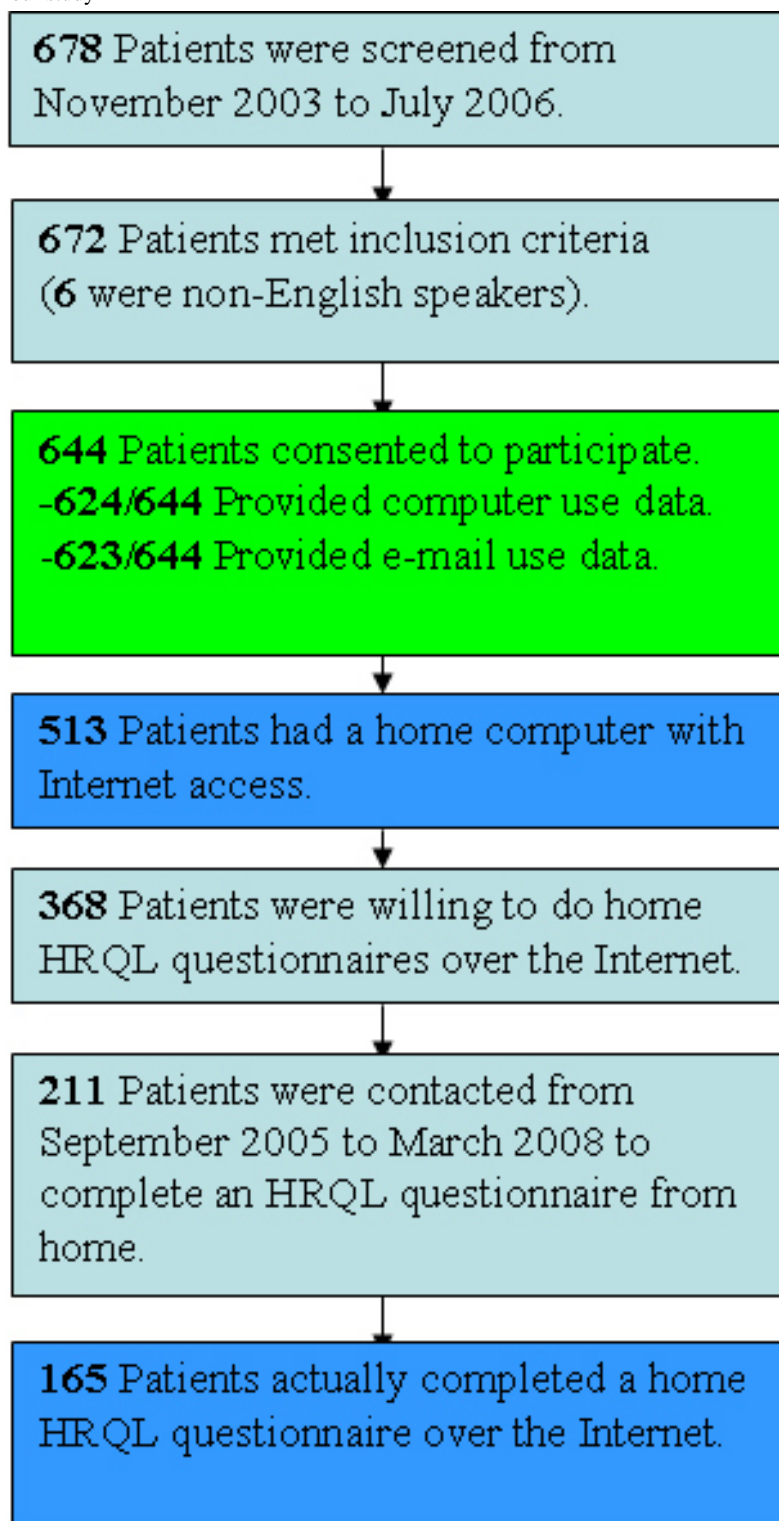 678 Patients were screened from
November 2003 to July 2006.
672 Patients met inclusion criteria
(6 were non-English speakers).
644 Patients consented to participate.
-624/644 Provided computer use data.
-623/644 Provided e-mail use data.
513 Patients had a home computer with
Internet access.
368 Patients were willing to do home
HRQL questionnaires over the Internet.
211 Patients were contacted from
September 2005 to March 2008 to
complete an HRQL questionnaire from
home.
165 Patients actually completed a home
HRQL questionnaire over the Internet.